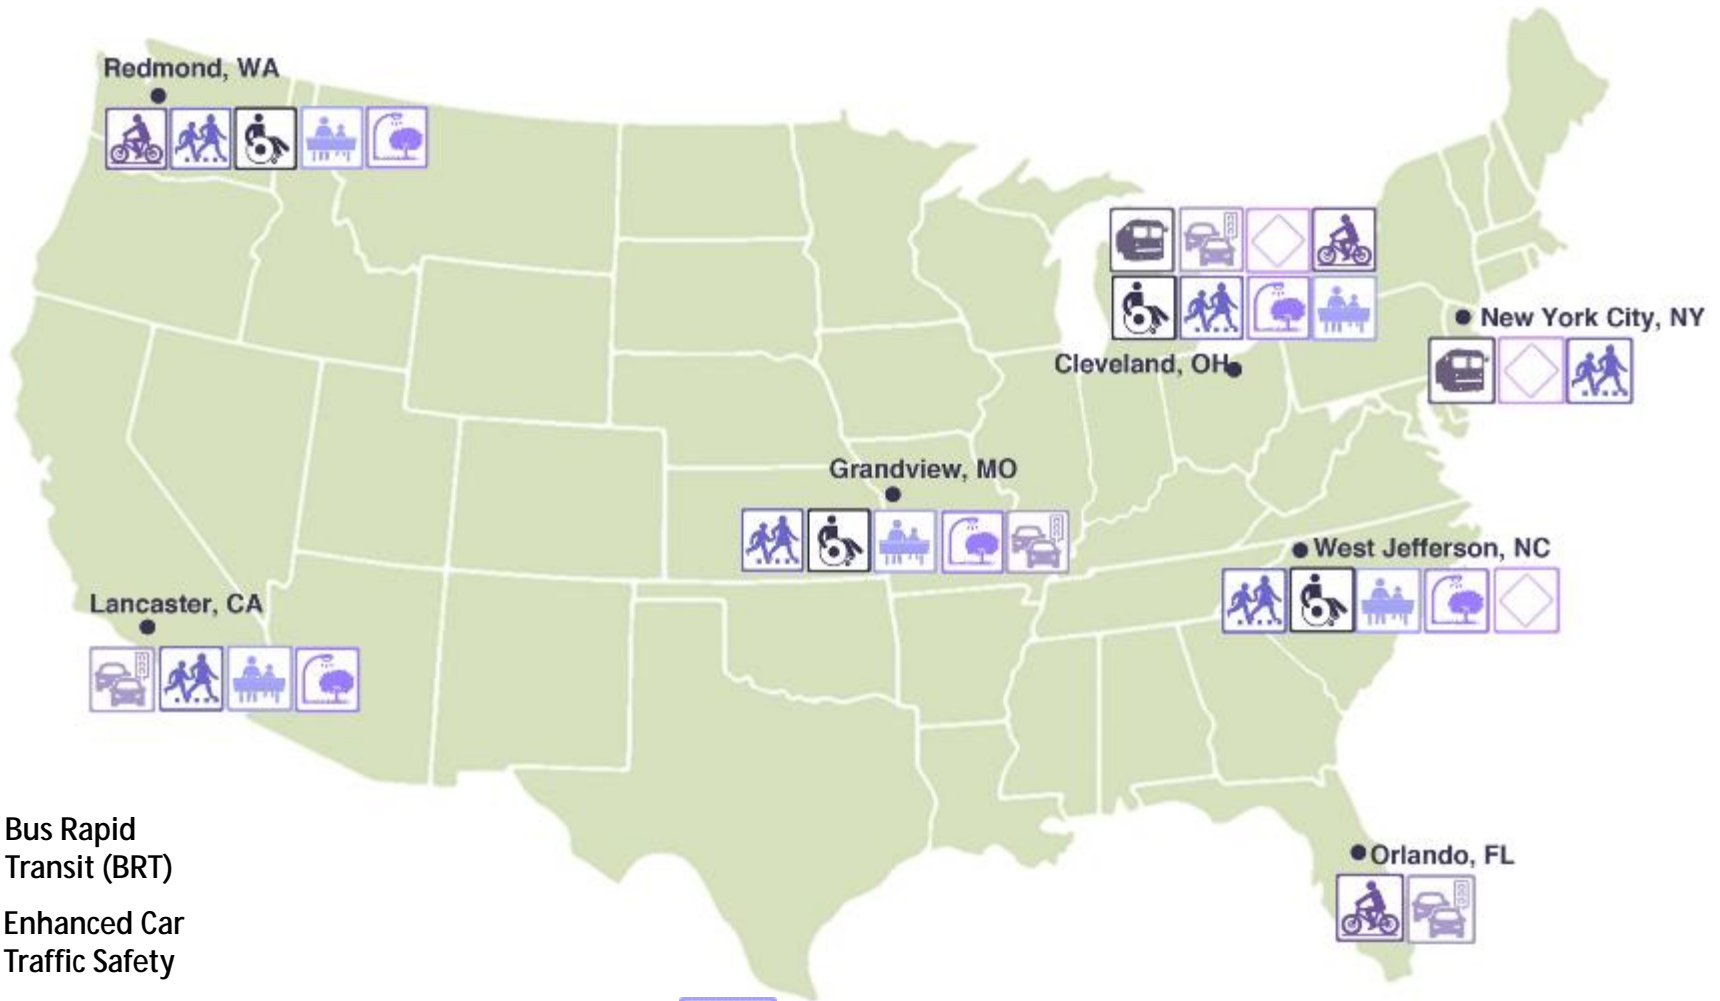 Redmond, WA
New York City, NY
Cleveland, OH
Grandview, MO
West Jefferson, NC
Lancaster, CA
Bus Rapid
Transit (BRT)
Orlando, FL
Enhanced Car
Traffic Safety